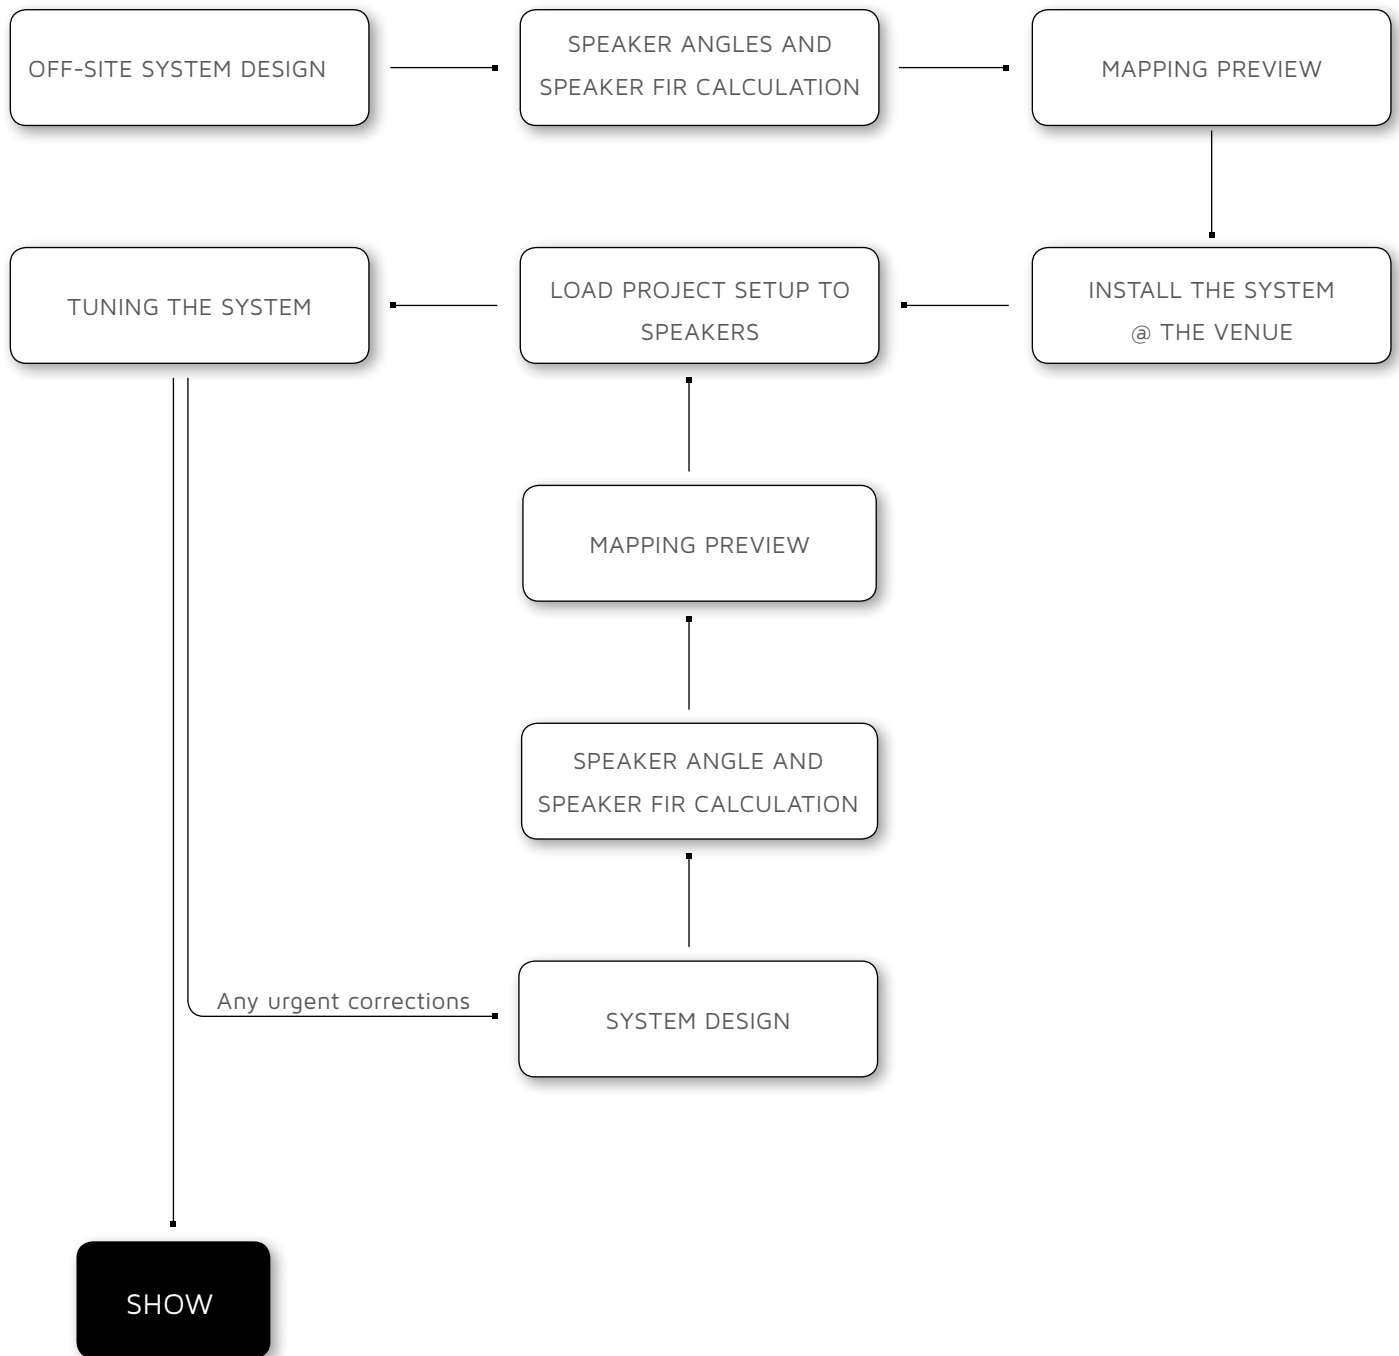 OFF-SITE SYSTEM DESIGN
SPEAKER ANGLES AND
SPEAKER FIR CALCULATION
MAPPING PREVIEW
TUNING THE SYSTEM
LOAD PROJECT SETUP TO
SPEAKERS
INSTALL THE SYSTEM
@ THE VENUE
MAPPING PREVIEW
SPEAKER ANGLE AND
SPEAKER FIR CALCULATION
Any urgent corrections
SYSTEM DESIGN
SHOW